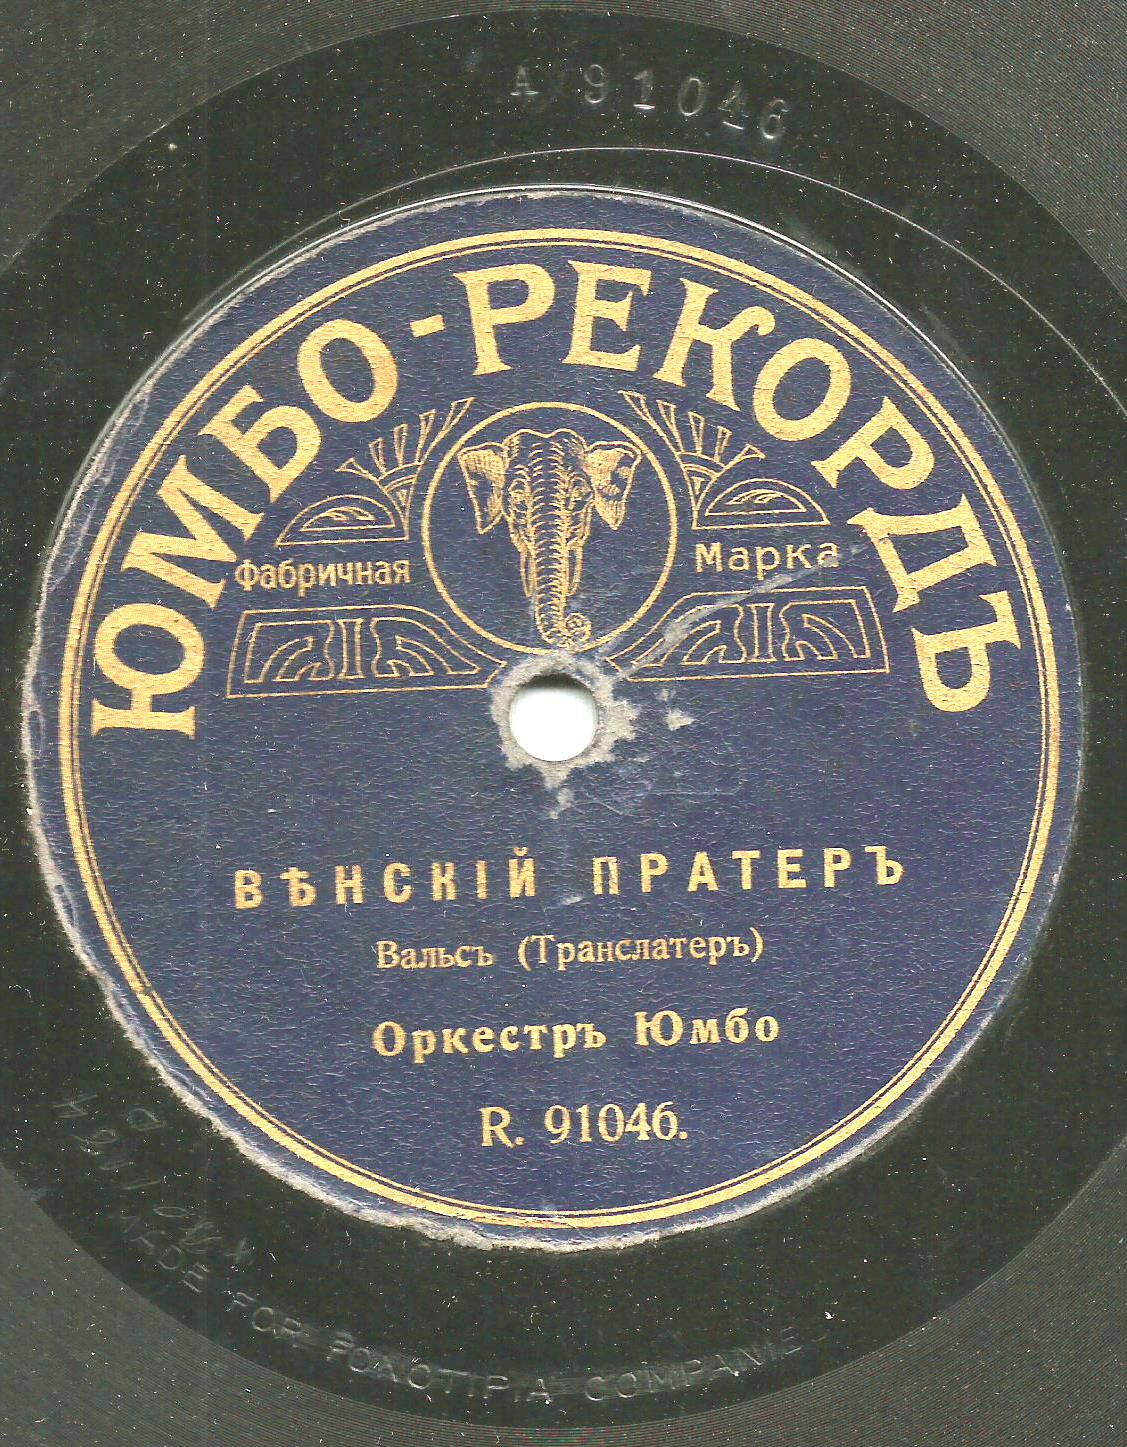 A 91046
ЮМБО-РЕКОРДЪ
Фабричная Марка
ВѢНСКІЙ ПРАТЕРЪ
Вальсъ (Транслатеръ)
Оркестръ Юмбо
R. 91046.
MADE FOR FONOTIPIA COMPANIES